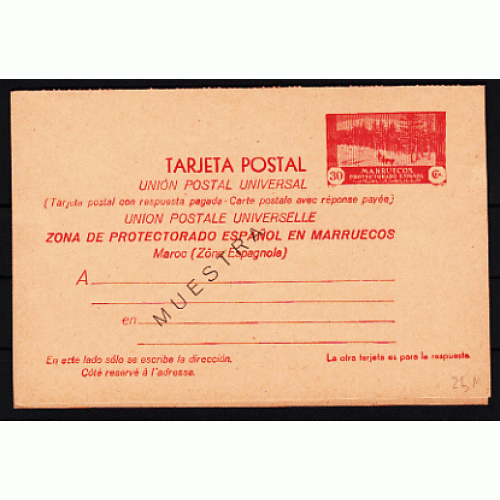 30 MARRUECOS Cs.
PROTECTORADO ESPAÑOL
TARJETA POSTAL
UNIÓN POSTAL UNIVERSAL
(Tarjeta postal con respuesta pagada - Carte postale avec réponse payée)
UNION POSTALE UNIVERSELLE
ZONA DE PROTECTORADO ESPAÑOL EN MARRUECOS
Maroc (Zône Espagnole)
A
MUESTRA
en
En este lado sólo se escribe la dirección.
Côté reservé à l'adresse.
La otra tarjeta es para la respuesta.